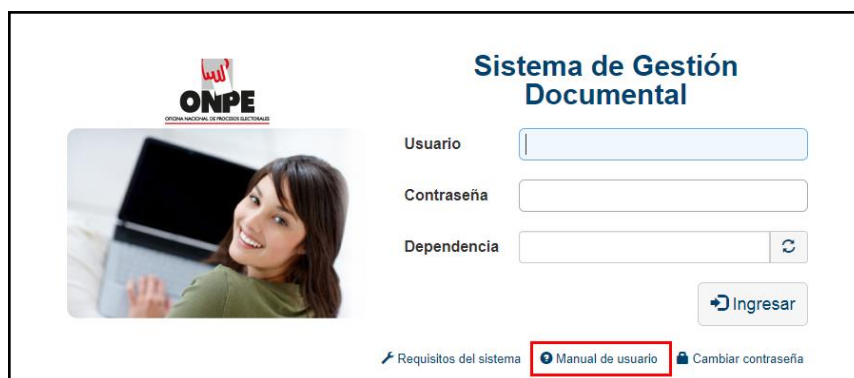 ONPE
OFICINA NACIONAL DE PROCESOS ELECTORALES
Sistema de Gestión
Documental
Usuario
Contraseña
Dependencia
Ingresar
Requisitos del sistema Manual de usuario Cambiar contraseña